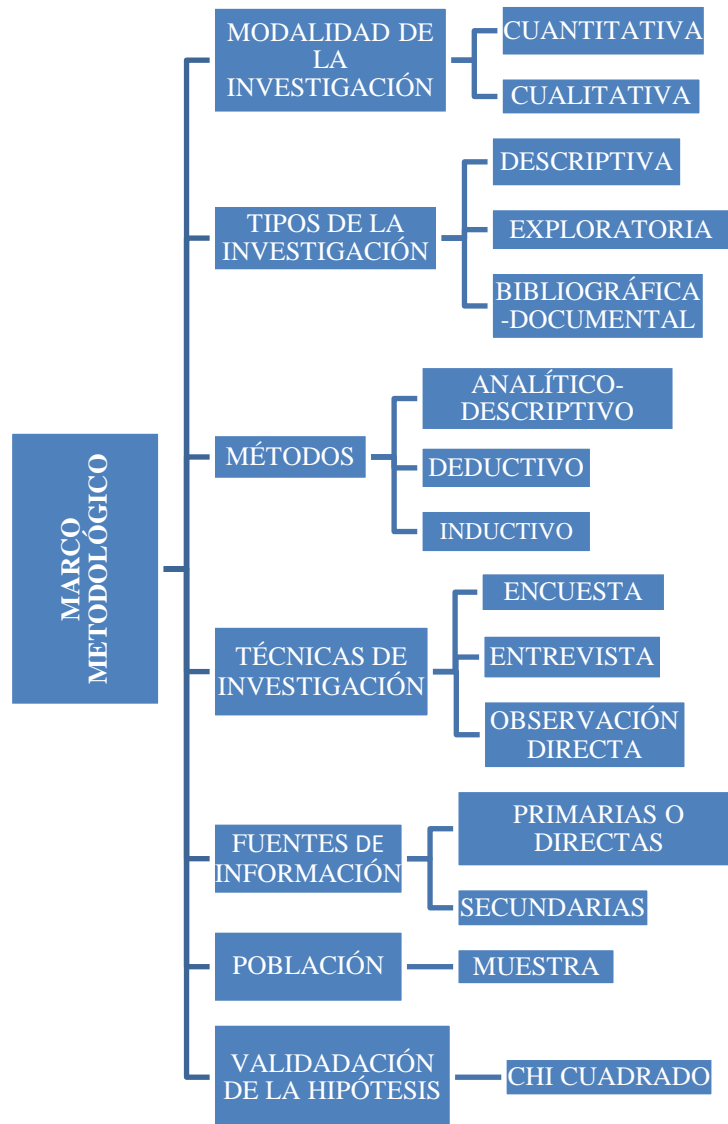 MARCO
METODOLÓGICO
MODALIDAD DE
LA
INVESTIGACIÓN
CUANTITATIVA
CUALITATIVA
TIPOS DE LA
INVESTIGACIÓN
DESCRIPTIVA
EXPLORATORIA
BIBLIOGRÁFICA
-DOCUMENTAL
MÉTODOS
ANALÍTICO-
DESCRIPTIVO
DEDUCTIVO
INDUCTIVO
TÉCNICAS DE
INVESTIGACIÓN
ENCUESTA
ENTREVISTA
OBSERVACIÓN
DIRECTA
FUENTES DE
INFORMACIÓN
PRIMARIAS O
DIRECTAS
SECUNDARIAS
POBLACIÓN
MUESTRA
VALIDADACIÓN
DE LA HIPÓTESIS
CHI CUADRADO